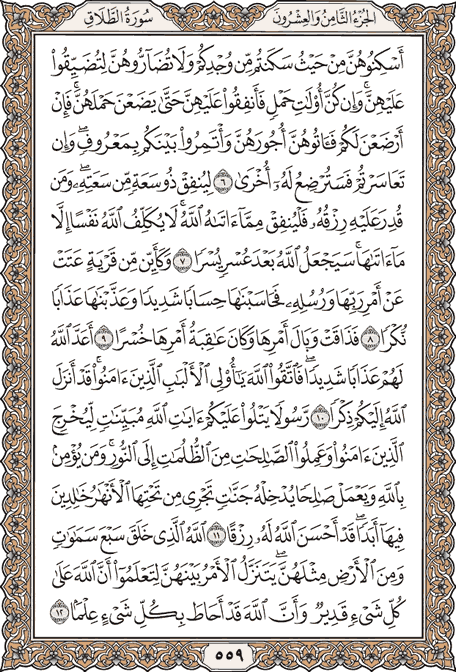 الجزء الثامن والعشرون سورة الطلاق
أَسْكِنُوهُنَّ مِنْ حَيْثُ سَكَنتُم مِّن وُجْدِكُمْ وَلَا تُضَآرُّوهُنَّ لِتُضَيِّقُوا۟
عَلَيْهِنَّ ۚ وَإِن كُنَّ أُو۟لَٰتِ حَمْلٍ فَأَنفِقُوا۟ عَلَيْهِنَّ حَتَّىٰ يَضَعْنَ حَمْلَهُنَّ ۚ فَإِنْ
أَرْضَعْنَ لَكُمْ فَـَٔاتُوهُنَّ أُجُورَهُنَّ ۖ وَأْتَمِرُوا۟ بَيْنَكُم بِمَعْرُوفٍ ۖ وَإِن
تَعَاسَرْتُمْ فَسَتُرْضِعُ لَهُۥٓ أُخْرَىٰ ٦ لِيُنفِقْ ذُو سَعَةٍ مِّن سَعَتِهِۦ ۖ وَمَن
قُدِرَ عَلَيْهِ رِزْقُهُۥ فَلْيُنفِقْ مِمَّآ ءَاتَىٰهُ ٱللَّهُ ۚ لَا يُكَلِّفُ ٱللَّهُ نَفْسًا إِلَّا
مَآ ءَاتَىٰهَا ۚ سَيَجْعَلُ ٱللَّهُ بَعْدَ عُسْرٍ يُسْرًا ٧ وَكَأَيِّن مِّن قَرْيَةٍ عَتَتْ
عَنْ أَمْرِ رَبِّهَا وَرُسُلِهِۦ فَحَاسَبْنَٰهَا حِسَابًا شَدِيدًا وَعَذَّبْنَٰهَا عَذَابًا
نُّكْرًا ٨ فَذَاقَتْ وَبَالَ أَمْرِهَا وَكَانَ عَٰقِبَةُ أَمْرِهَا خُسْرًا ٩ أَعَدَّ ٱللَّهُ
لَهُمْ عَذَابًا شَدِيدًا ۖ فَٱتَّقُوا۟ ٱللَّهَ يَٰٓأُو۟لِى ٱلْأَلْبَٰبِ ٱلَّذِينَ ءَامَنُوا۟ ۚ قَدْ أَنزَلَ
ٱللَّهُ إِلَيْكُمْ ذِكْرًا ١٠ رَّسُولًا يَتْلُوا۟ عَلَيْكُمْ ءَايَٰتِ ٱللَّهِ مُبَيِّنَٰتٍ لِّيُخْرِجَ
ٱلَّذِينَ ءَامَنُوا۟ وَعَمِلُوا۟ ٱلصَّٰلِحَٰتِ مِنَ ٱلظُّلُمَٰتِ إِلَى ٱلنُّورِ ۚ وَمَن يُؤْمِنۢ
بِٱللَّهِ وَيَعْمَلْ صَٰلِحًا يُدْخِلْهُ جَنَّٰتٍ تَجْرِى مِن تَحْتِهَا ٱلْأَنْهَٰرُ خَٰلِدِينَ
فِيهَآ أَبَدًا ۖ قَدْ أَحْسَنَ ٱللَّهُ لَهُۥ رِزْقًا ١١ ٱللَّهُ ٱلَّذِى خَلَقَ سَبْعَ سَمَٰوَٰتٍ
وَمِنَ ٱلْأَرْضِ مِثْلَهُنَّ يَتَنَزَّلُ ٱلْأَمْرُ بَيْنَهُنَّ لِتَعْلَمُوٓا۟ أَنَّ ٱللَّهَ عَلَىٰ
كُلِّ شَىْءٍ قَدِيرٌ وَأَنَّ ٱللَّهَ قَدْ أَحَاطَ بِكُلِّ شَىْءٍ عِلْمًۢا ١٢
٥٥٩